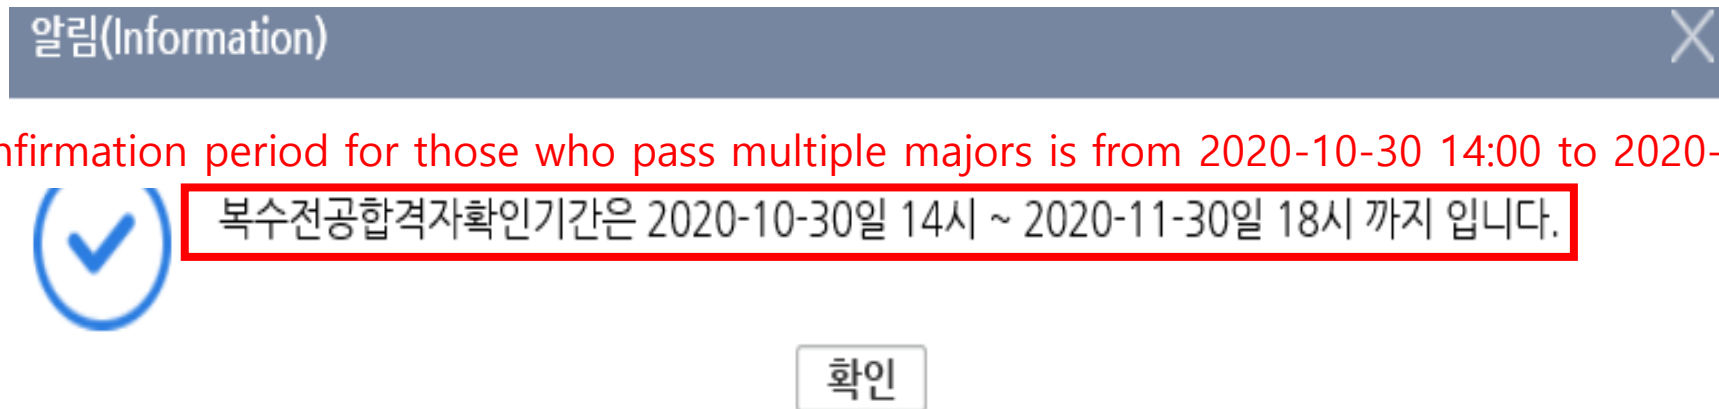 알림(Information)
nfirmation period for those who pass multiple majors is from 2020-10-30 14:00 to 2020-
복수전공합격자확인기간은 2020-10-30일 14시 ~ 2020-11-30일 18시 까지 입니다.
확인